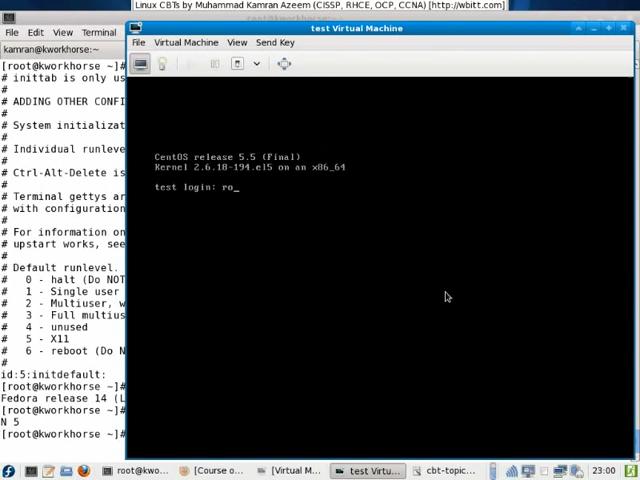 Linux CBTs by Muhammad Kamran Azeem (CISSP, RHCE, OCP, CCNA) [http://wbitt.com]
File Edit View Terminal
kamran@kworkhorse:~
[root@kworkhorse ~]#
# inittab is only us
#
# ADDING OTHER CONFI
#
# System initializat
#
# Individual runleve
#
# Ctrl-Alt-Delete is
#
# Terminal gettys ar
# with configuration
#
# For information on
# upstart works, see
#
# Default runlevel.
# 0 - halt (Do NOT
# 1 - Single user
# 2 - Multiuser, w
# 3 - Full multius
# 4 - unused
# 5 - X11
# 6 - reboot (Do N
#
id:5:initdefault:
[root@kworkhorse ~]#
Fedora release 14 (L
[root@kworkhorse ~]#
N 5
[root@kworkhorse ~]#
test Virtual Machine
File Virtual Machine View Send Key
CentOS release 5.5 (Final)
Kernel 2.6.18-194.el5 on an x86_64
test login: ro_
root@kwo...
[Course o...
[Virtual M...
test Virtu...
cbt-topic...
23:00